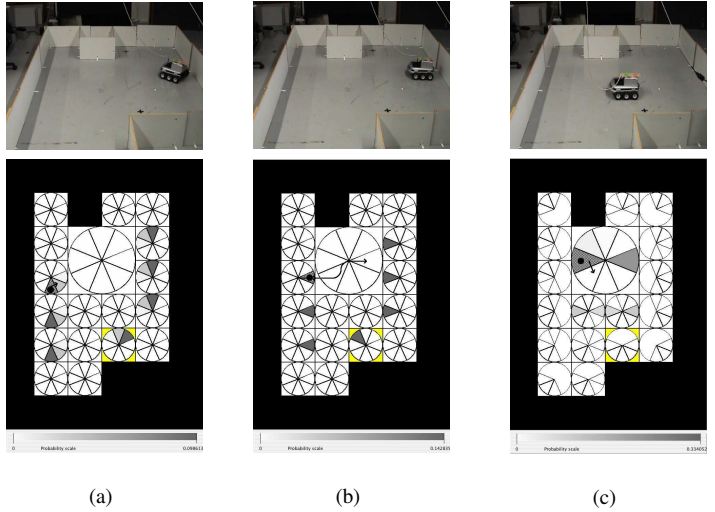 0 Probability scale 0.098613
0 Probability scale 0.142835
0 Probability scale 0.334052
(a) (b) (c)